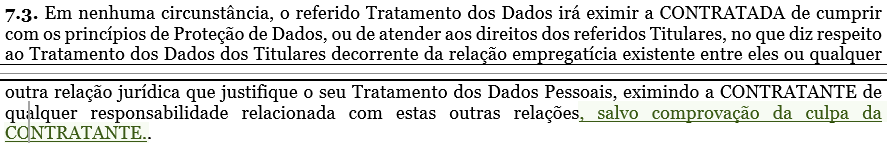 7.3. Em nenhuma circunstância, o referido Tratamento dos Dados irá eximir a CONTRATADA de cumprir
com os princípios de Proteção de Dados, ou de atender aos direitos dos referidos Titulares, no que diz respeito
ao Tratamento dos Dados dos Titulares decorrente da relação empregatícia existente entre eles ou qualquer
outra relação jurídica que justifique o seu Tratamento dos Dados Pessoais, eximindo a CONTRATANTE de
qualquer responsabilidade relacionada com estas outras relações, salvo comprovação da culpa da
CONTRATANTE..